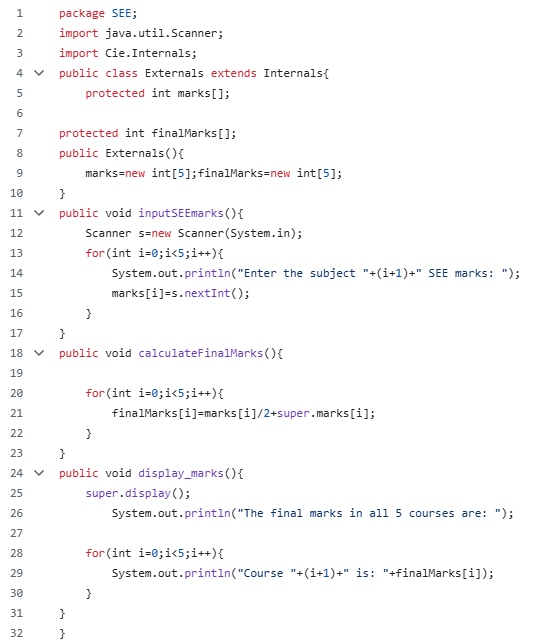 1 package SEE;
2 import java.util.Scanner;
3 import Cie.Internals;
4 public class Externals extends Internals{
5 protected int marks[];
6
7 protected int finalMarks[];
8 public Externals(){
9 marks=new int[5];finalMarks=new int[5];
10 }
11 public void inputSEEmarks(){
12 Scanner s=new Scanner(System.in);
13 for(int i=0;i<5;i++){
14 System.out.println("Enter the subject "+(i+1)+" SEE marks: ");
15 marks[i]=s.nextInt();
16 }
17 }
18 public void calculateFinalMarks(){
19
20 for(int i=0;i<5;i++){
21 finalMarks[i]=marks[i]/2+super.marks[i];
22 }
23 }
24 public void display_marks(){
25 super.display();
26 System.out.println("The final marks in all 5 courses are: ");
27
28 for(int i=0;i<5;i++){
29 System.out.println("Course "+(i+1)+" is: "+finalMarks[i]);
30 }
31 }
32 }